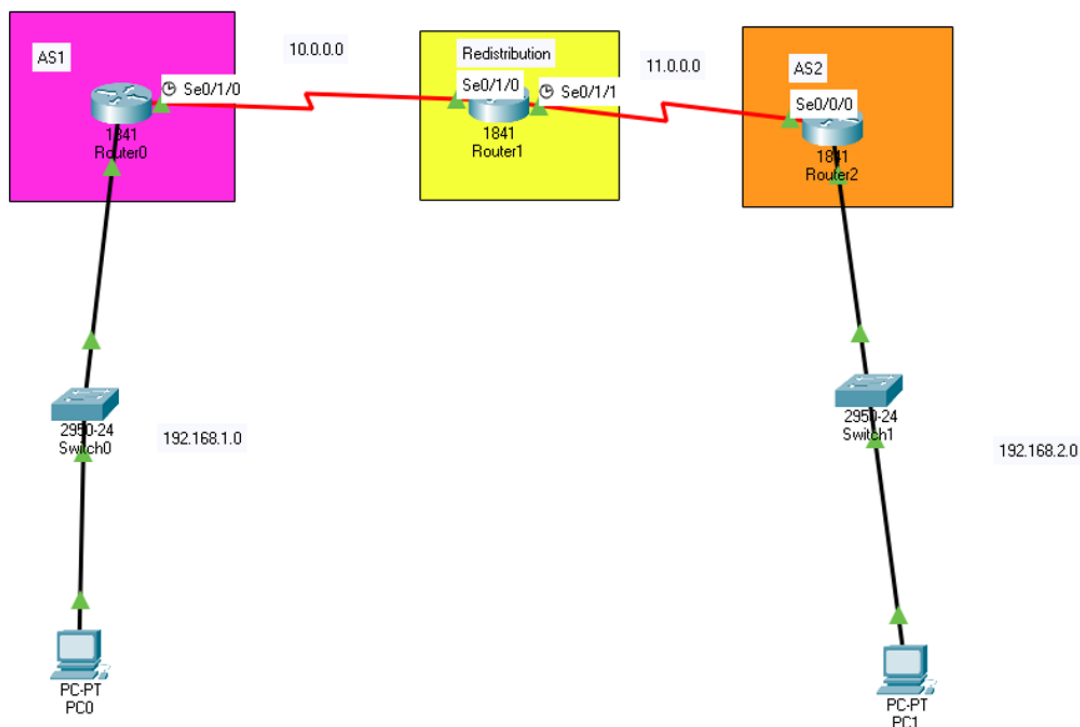 AS1
Se0/1/0
1841
Router0
10.0.0.0
Redistribution
Se0/1/0
Se0/1/1
1841
Router1
11.0.0.0
AS2
Se0/0/0
1841
Router2
2950-24
Switch0
192.168.1.0
2950-24
Switch1
192.168.2.0
PC-PT
PC0
PC-PT
PC1